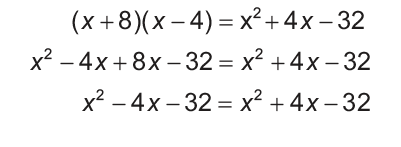 (x + 8)(x − 4) = x² + 4x − 32
x² − 4x + 8x − 32 = x² + 4x − 32
x² − 4x − 32 = x² + 4x − 32